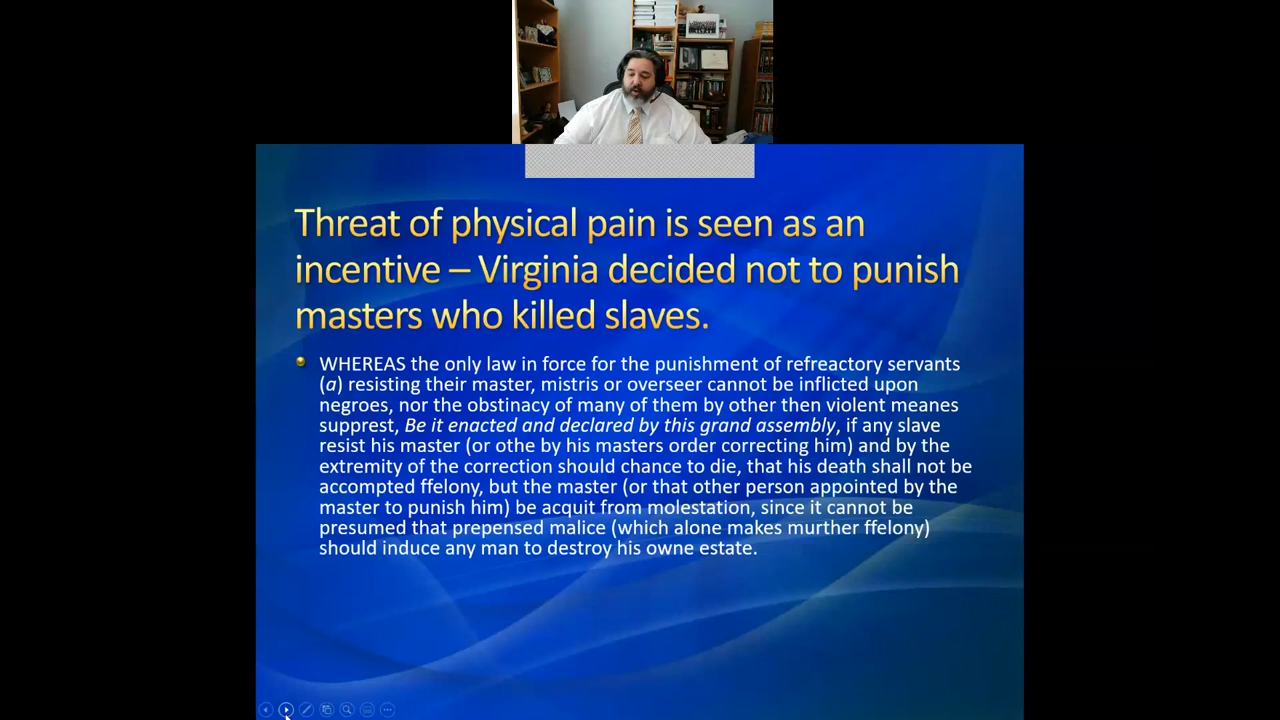 Threat of physical pain is seen as an
incentive – Virginia decided not to punish
masters who killed slaves.
WHEREAS the only law in force for the punishment of refractory servants
(a) resisting their master, mistris or overseer cannot be inflicted upon
negroes, nor the obstinacy of many of them by other then violent meanes
supprest, Be it enacted and declared by this grand assembly, if any slave
resist his master (or othe by his masters order correcting him) and by the
extremity of the correction should chance to die, that his death shall not be
accompted ffelony, but the master (or that other person appointed by the
master to punish him) be acquit from molestation, since it cannot be
presumed that prepensed malice (which alone makes murther ffelony)
should induce any man to destroy his owne estate.